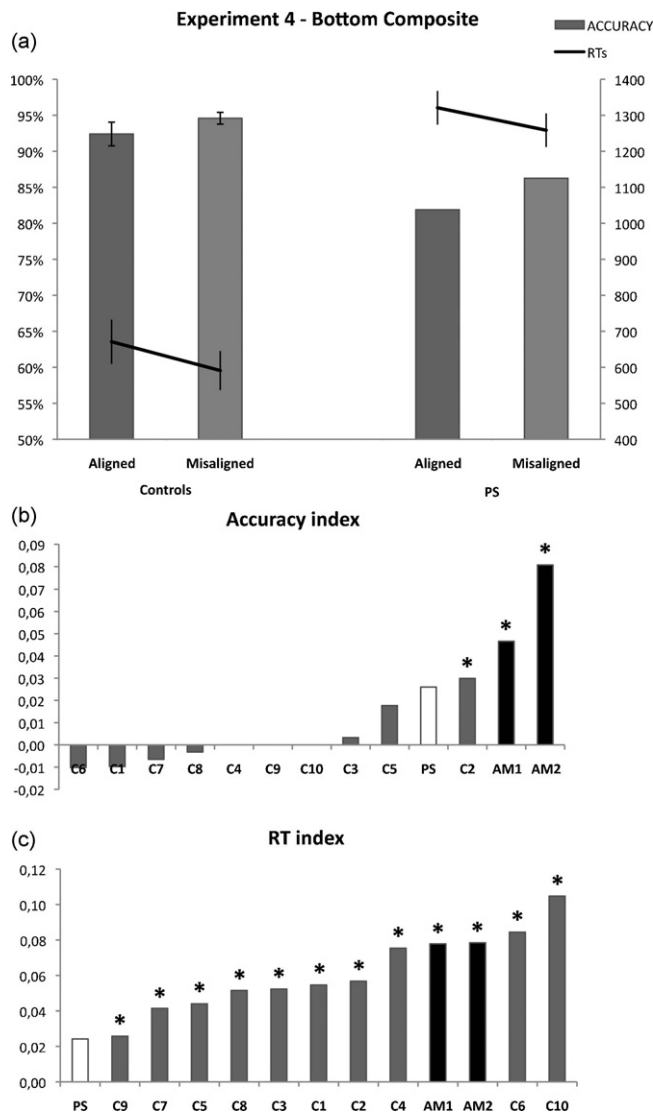 Experiment 4 - Bottom Composite
ACCURACY
RTs
(a)
100%
95%
90%
85%
80%
75%
70%
65%
60%
55%
50%
1400
1300
1200
1100
1000
900
800
700
600
500
400
Aligned Misaligned Aligned Misaligned
Controls PS
(b)
Accuracy index
0,09
0,08
0,07
0,06
0,05
0,04
0,03
0,02
0,01
0,00
-0,01
-0,02
* * *
C6 C1 C7 C8 C4 C9 C10 C3 C5 PS C2 AM1 AM2
(c)
RT index
0,12
0,10
0,08
0,06
0,04
0,02
0,00
* * * * * * * * * * * *
PS C9 C7 C5 C8 C3 C1 C2 C4 AM1 AM2 C6 C10